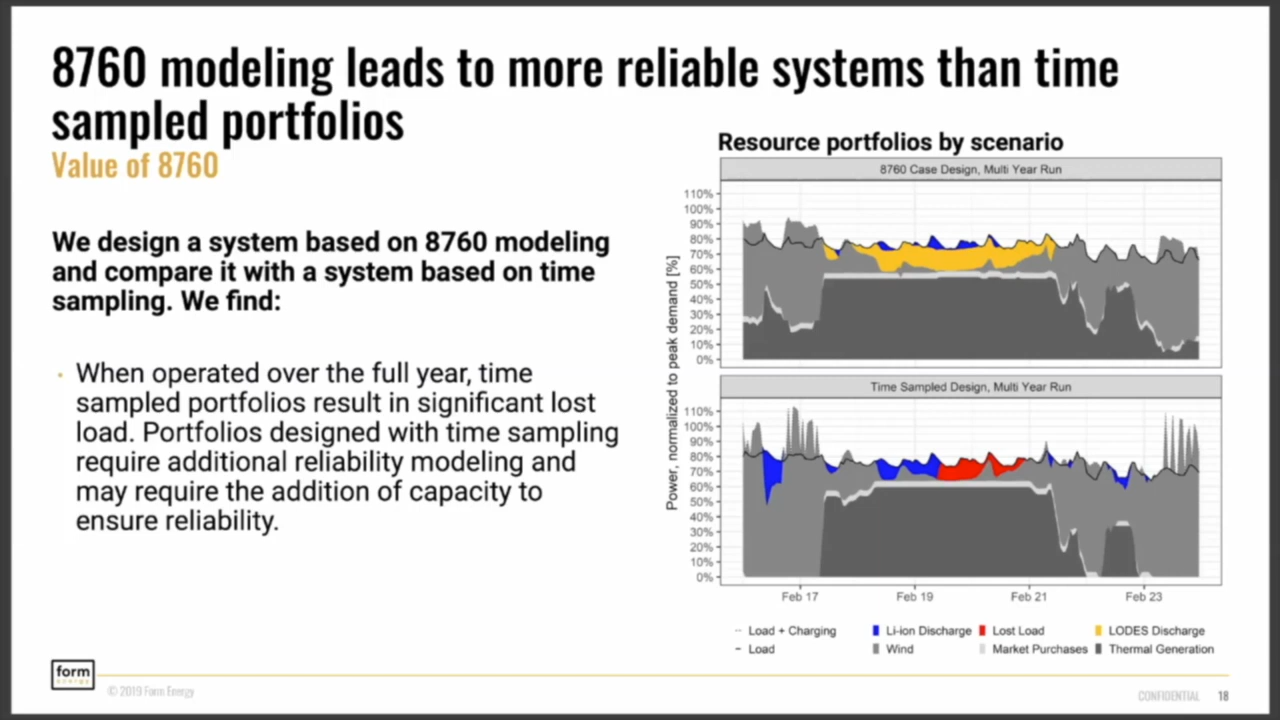 8760 modeling leads to more reliable systems than time
sampled portfolios
Value of 8760
We design a system based on 8760 modeling
and compare it with a system based on time
sampling. We find:
· When operated over the full year, time
sampled portfolios result in significant lost
load. Portfolios designed with time sampling
require additional reliability modeling and
may require the addition of capacity to
ensure reliability.
Resource portfolios by scenario
8760 Case Design, Multi Year Run
110%
100%
90%
80%
70%
60%
50%
40%
30%
20%
10%
0%
Power, normalized to peak demand [%]
Time Sampled Design, Multi Year Run
110%
100%
90%
80%
70%
60%
50%
40%
30%
20%
10%
0%
Feb 17 Feb 19 Feb 21 Feb 23
Load + Charging Li-ion Discharge Lost Load LODES Discharge
Load Wind Market Purchases Thermal Generation
form
energy
© 2019 Form Energy
CONFIDENTIAL 18